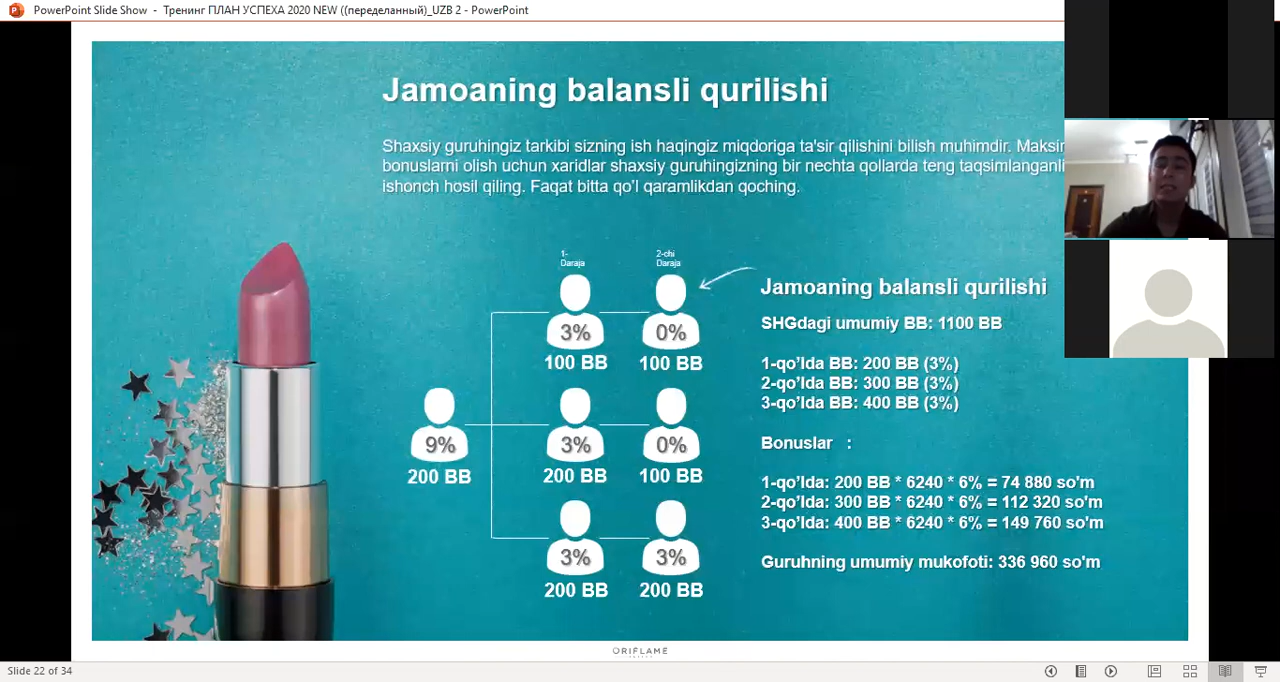 PowerPoint Slide Show - Тренинг ПЛАН УСПЕХА 2020 NEW ((переделанный)_UZB 2 - PowerPoint
Jamoaning balansli qurilishi
Shaxsiy guruhingiz tarkibi sizning ish haqingiz miqdoriga ta'sir qilishini bilish muhimdir.
bonuslarni olish uchun xaridlar shaxsiy guruhingizning bir nechta qollarda teng
ishonch hosil qiling. Faqat bitta qo'l qaramlikdan qoching.
1-
Daraja
2-chi
Daraja
3%
100 BB
0%
100 BB
9%
200 BB
3%
200 BB
0%
100 BB
3%
200 BB
3%
200 BB
Jamoaning balansli qurilishi
SHGdagi umumiy BB: 1100 BB
1-qo'lda BB: 200 BB (3%)
2-qo'lda BB: 300 BB (3%)
3-qo'lda BB: 400 BB (3%)
Bonuslar :
1-qo'lda: 200 BB * 6240 * 6% = 74 880 so'm
2-qo'lda: 300 BB * 6240 * 6% = 112 320 so'm
3-qo'lda: 400 BB * 6240 * 6% = 149 760 so'm
Guruhning umumiy mukofoti: 336 960 so'm
ORIFLAME
Slide 22 of 34